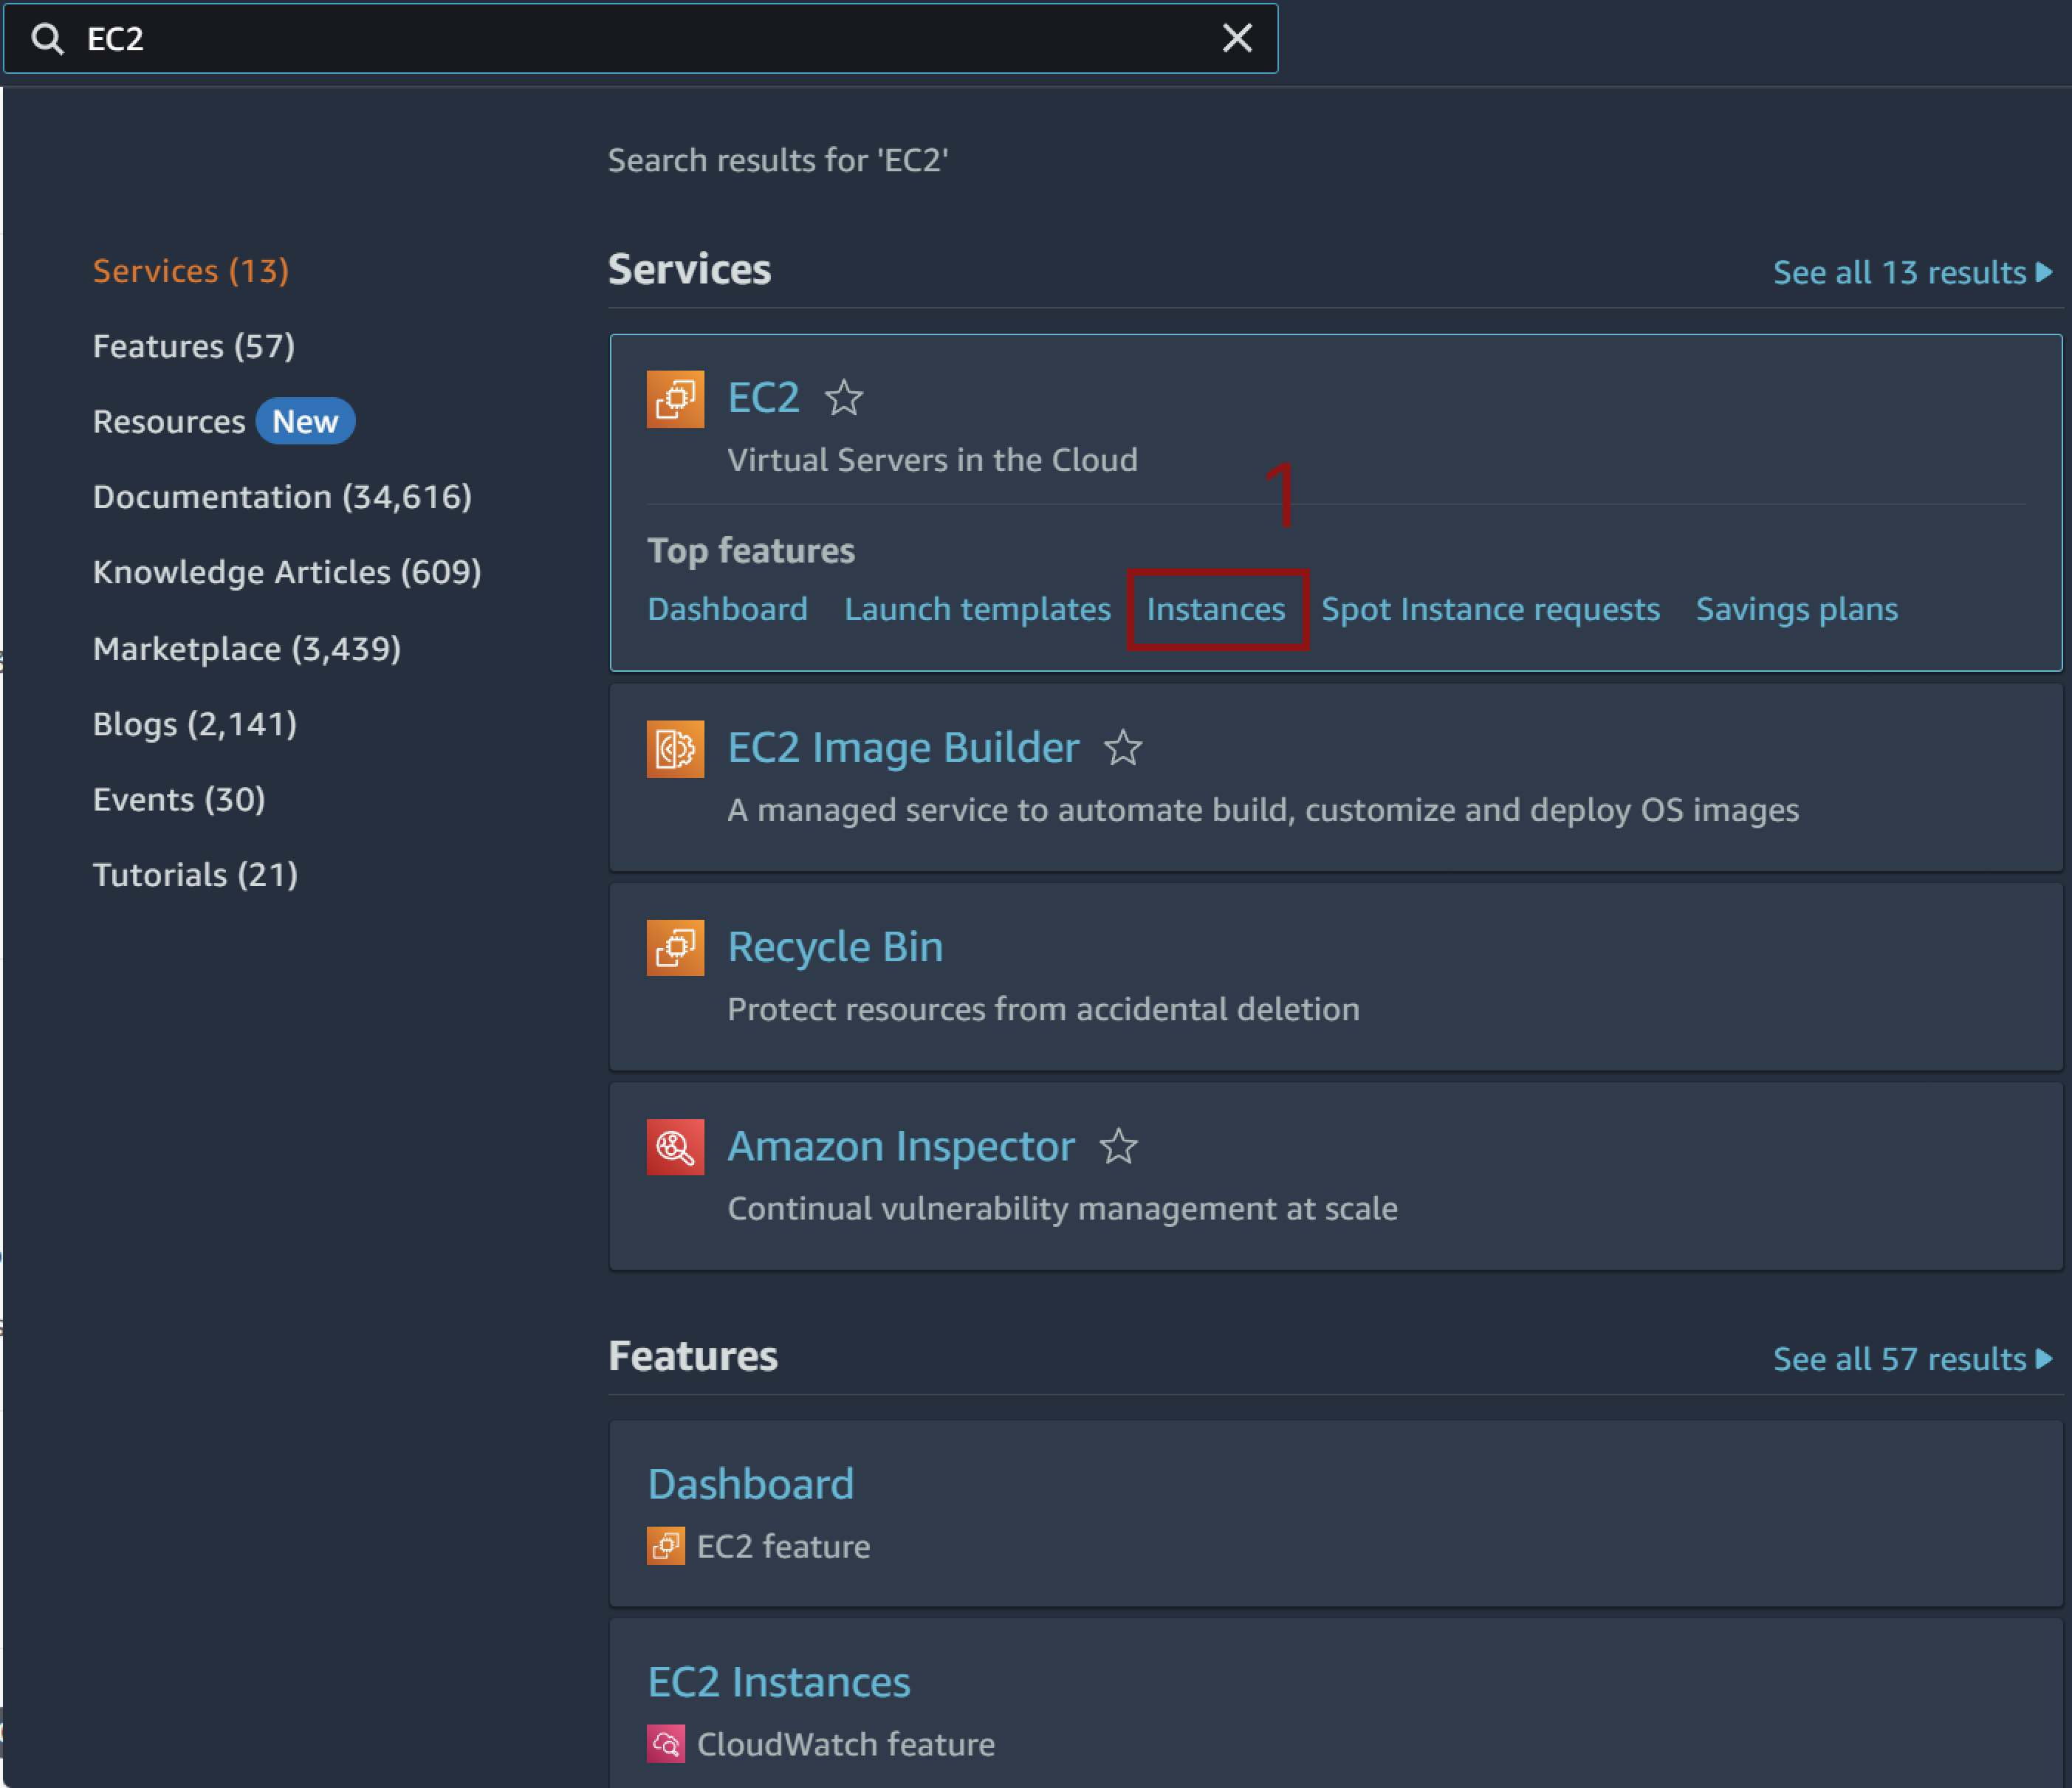 EC2
Search results for 'EC2'
Services (13)
Features (57)
Resources New
Documentation (34,616)
Knowledge Articles (609)
Marketplace (3,439)
Blogs (2,141)
Events (30)
Tutorials (21)
Services
See all 13 results
EC2
Virtual Servers in the Cloud
1
Top features
Dashboard Launch templates Instances Spot Instance requests Savings plans
EC2 Image Builder
A managed service to automate build, customize and deploy OS images
Recycle Bin
Protect resources from accidental deletion
Amazon Inspector
Continual vulnerability management at scale
Features
See all 57 results
Dashboard
EC2 feature
EC2 Instances
CloudWatch feature